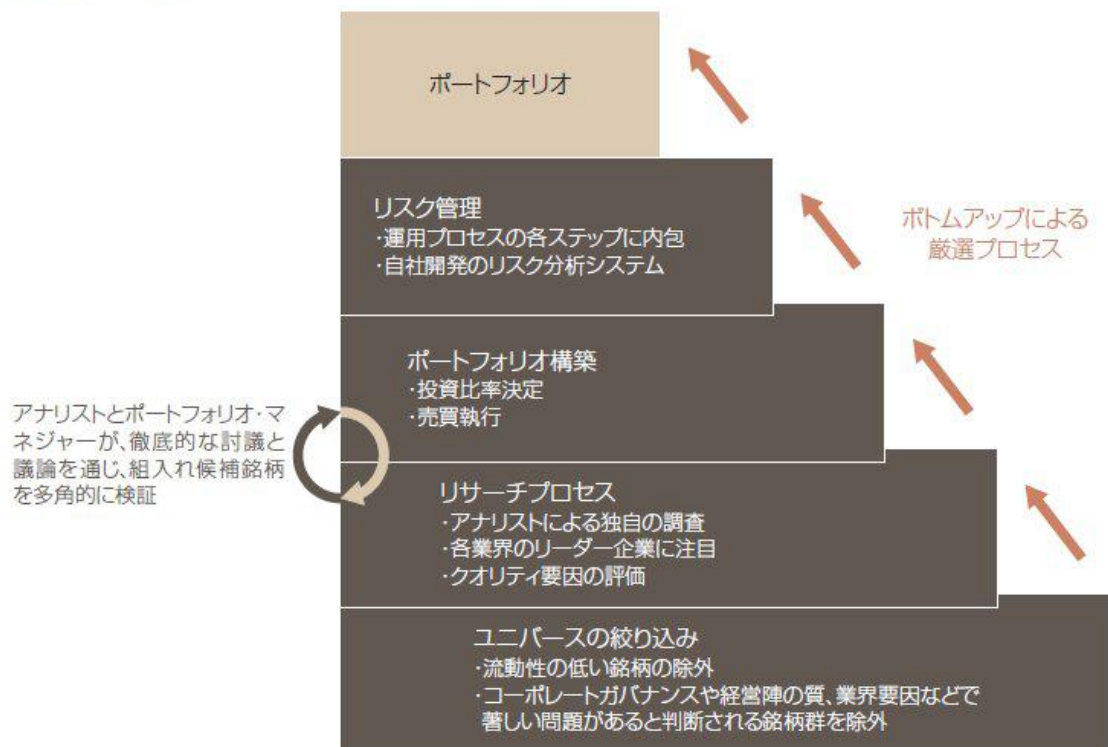 ポートフォリオ
リスク管理
・運用プロセスの各ステップに内包
・自社開発のリスク分析システム
ボトムアップによる
厳選プロセス
ポートフォリオ構築
・投資比率決定
・売買執行
アナリストとポートフォリオ・マ
ネジャーが、徹底的な討議と
議論を通じ、組入れ候補銘柄
を多角的に検証
リサーチプロセス
・アナリストによる独自の調査
・各業界のリーダー企業に注目
・クオリティ要因の評価
ユニバースの絞り込み
・流動性の低い銘柄の除外
・コーポレートガバナンスや経営陣の質、業界要因などで
著しい問題があると判断される銘柄群を除外